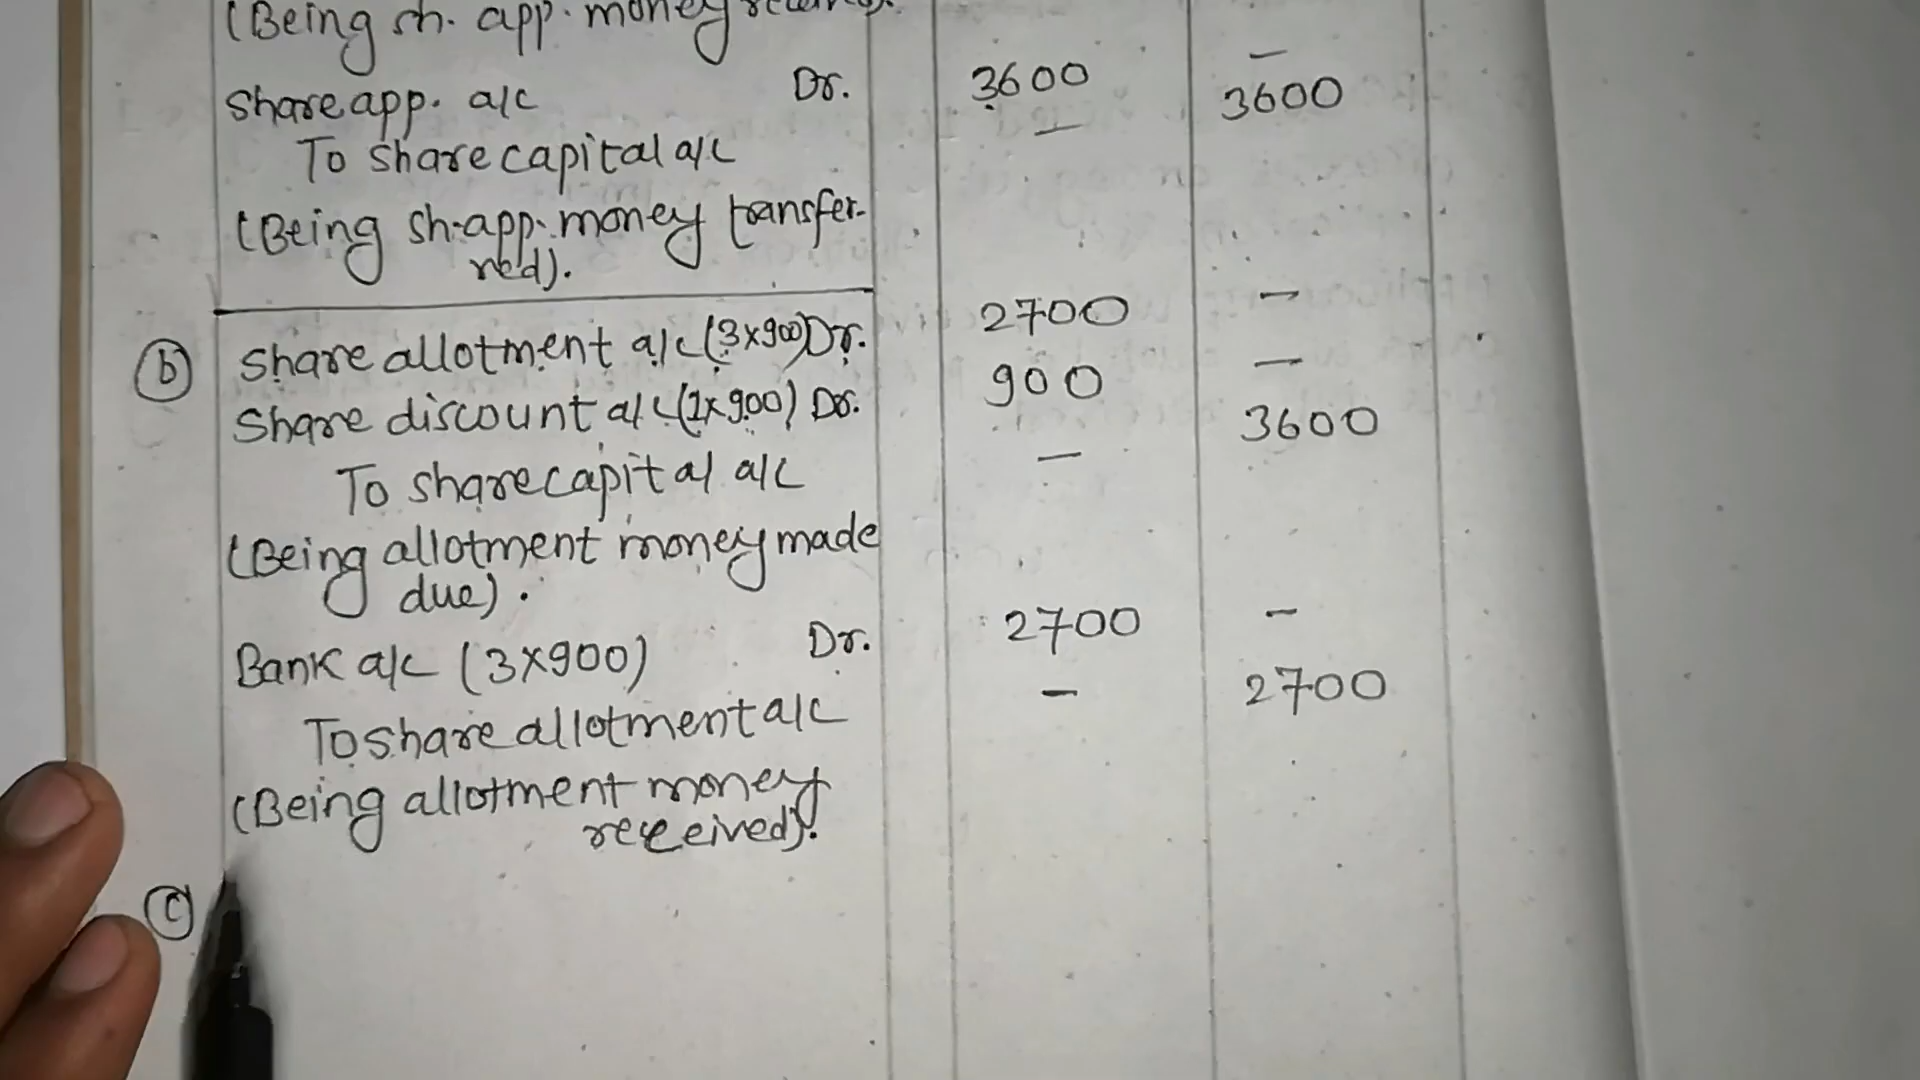 (Being sh. app. money
Share app. a/c Dr. 3600 —
To share capital a/c — 3600
(Being sh. app. money transfer-
red).
(b) Share allotment a/c (3x900) Dr. 2700 —
Share discount a/c (1x900) Dr. 900 —
To share capital a/c — 3600
(Being allotment money made
due).
Bank a/c (3x900) Dr. 2700 -
To share allotment a/c - 2700
(Being allotment money
received).
(c)